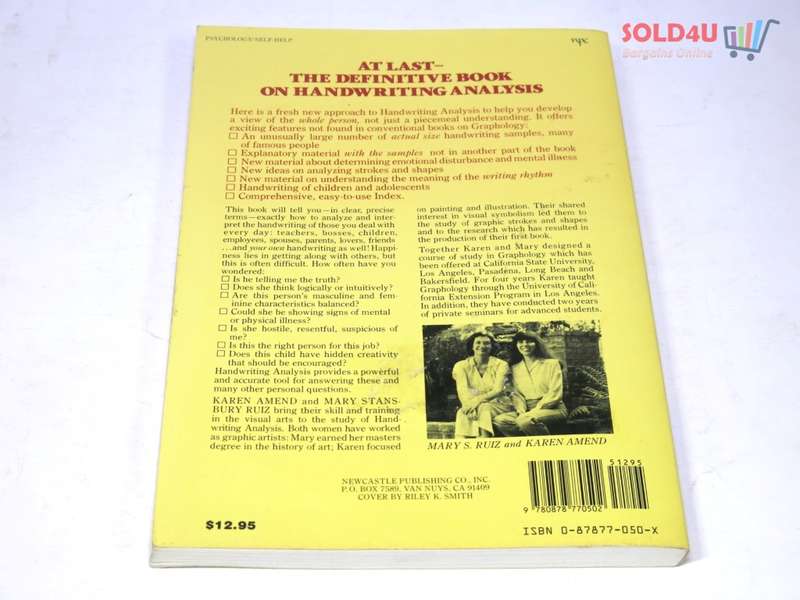 SOLD4U
Bargains Online
PSYCHOLOGY/SELF-HELP
npc
AT LAST—
THE DEFINITIVE BOOK
ON HANDWRITING ANALYSIS
Here is a fresh new approach to Handwriting Analysis to help you develop
a view of the whole person, not just a piecemeal understanding. It offers
exciting features not found in conventional books on Graphology:
☐ An unusually large number of actual size handwriting samples, many
of famous people
☐ Explanatory material with the samples not in another part of the book
☐ New material about determining emotional disturbance and mental illness
☐ New ideas on analyzing strokes and shapes
☐ New material on understanding the meaning of the writing rhythm
☐ Handwriting of children and adolescents
☐ Comprehensive, easy-to-use Index.
This book will tell you—in clear, precise
terms—exactly how to analyze and inter-
pret the handwriting of those you deal with
every day: teachers, bosses, children,
employees, spouses, parents, lovers, friends
...and your own handwriting as well! Happi-
ness lies in getting along with others, but
this is often difficult. How often have you
wondered:
☐ Is he telling me the truth?
☐ Does she think logically or intuitively?
☐ Are this person's masculine and fem-
inine characteristics balanced?
☐ Could she be showing signs of mental
or physical illness?
☐ Is she hostile, resentful, suspicious of
me?
☐ Is this the right person for this job?
☐ Does this child have hidden creativity
that should be encouraged?
Handwriting Analysis provides a powerful
and accurate tool for answering these and
many other personal questions.
KAREN AMEND and MARY STANS-
BURY RUIZ bring their skill and training
in the visual arts to the study of Hand-
writing Analysis. Both women have worked
as graphic artists: Mary earned her masters
degree in the history of art; Karen focused
on painting and illustration. Their shared
interest in visual symbolism led them to
the study of graphic strokes and shapes
and to the research which has resulted in
the production of their first book.
Together Karen and Mary designed a
course of study in Graphology which has
been offered at California State University,
Los Angeles, Pasadena, Long Beach and
Bakersfield. For four years Karen taught
Graphology through the University of Cali-
fornia Extension Program in Los Angeles.
In addition, they have conducted two years
of private seminars for advanced students.
MARY S. RUIZ and KAREN AMEND
NEWCASTLE PUBLISHING CO., INC.
P.O. BOX 7589, VAN NUYS, CA 91409
COVER BY RILEY K. SMITH
$12.95
51295
9 780878 770502
ISBN 0-87877-050-X